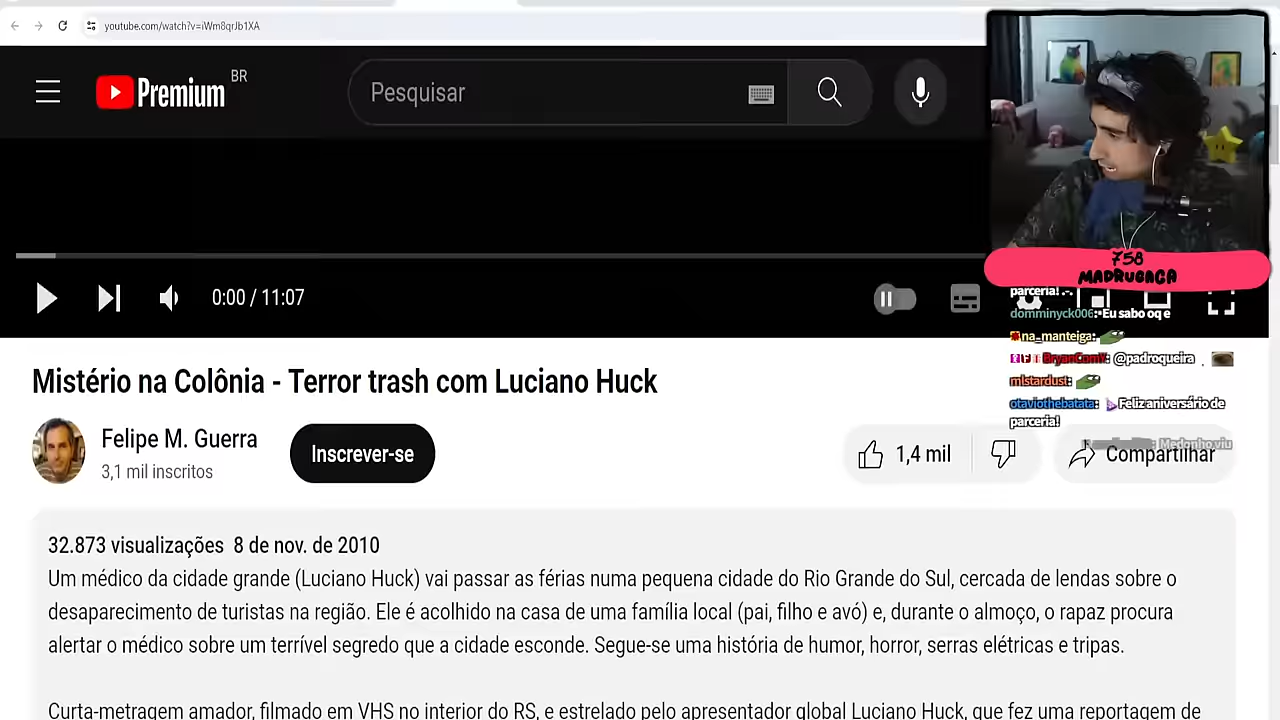 youtube.com/watch?v=iWm8qrJb1XA
Premium BR
Pesquisar
758
MADRUGAGA
0:00 / 11:07
parceria! .-.
domminyck006: Eu sabo oq e
na_manteiga:
BryanComY: @padroqueira
m1stardust:
otaviothebatata: Feliz aniversário de
parceria!
Medonho viu
Mistério na Colônia - Terror trash com Luciano Huck
Felipe M. Guerra
3,1 mil inscritos
Inscrever-se
1,4 mil
Compartilhar
32.873 visualizações 8 de nov. de 2010
Um médico da cidade grande (Luciano Huck) vai passar as férias numa pequena cidade do Rio Grande do Sul, cercada de lendas sobre o
desaparecimento de turistas na região. Ele é acolhido na casa de uma família local (pai, filho e avó) e, durante o almoço, o rapaz procura
alertar o médico sobre um terrível segredo que a cidade esconde. Segue-se uma história de humor, horror, serras elétricas e tripas.
Curta-metragem amador, filmado em VHS no interior do RS, e estrelado pelo apresentador global Luciano Huck, que fez uma reportagem de